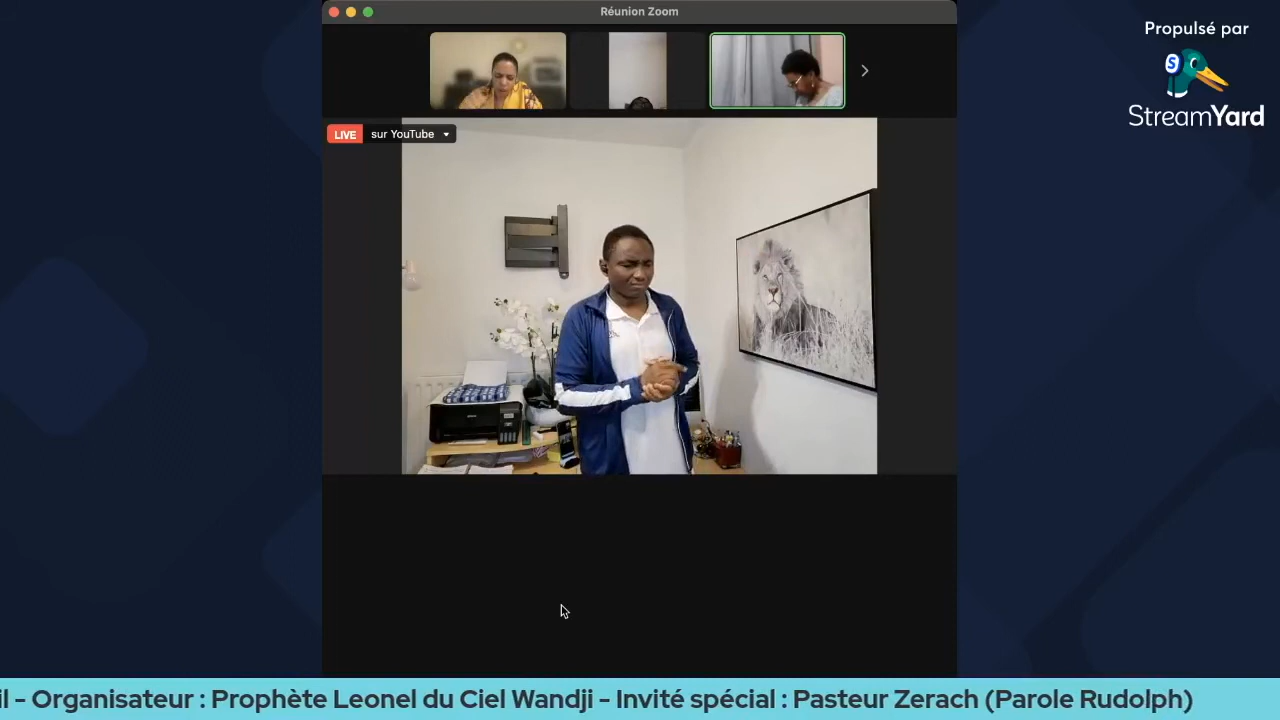 Réunion Zoom
Propulsé par
StreamYard
LIVE sur YouTube
il - Organisateur : Prophète Leonel du Ciel Wandji - Invité spécial : Pasteur Zerach (Parole Rudolph)